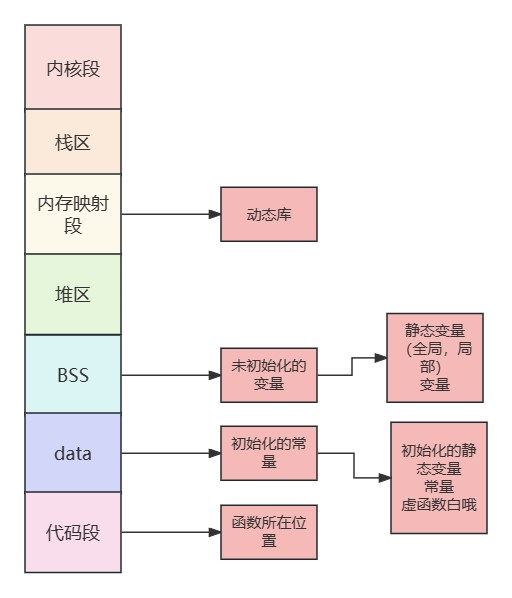 内核段
栈区
内存映射
段
动态库
堆区
BSS
未初始化的
变量
静态变量
（全局，局
部）
变量
data
初始化的常
量
初始化的静
态变量
常量
虚函数白哦
代码段
函数所在位
置